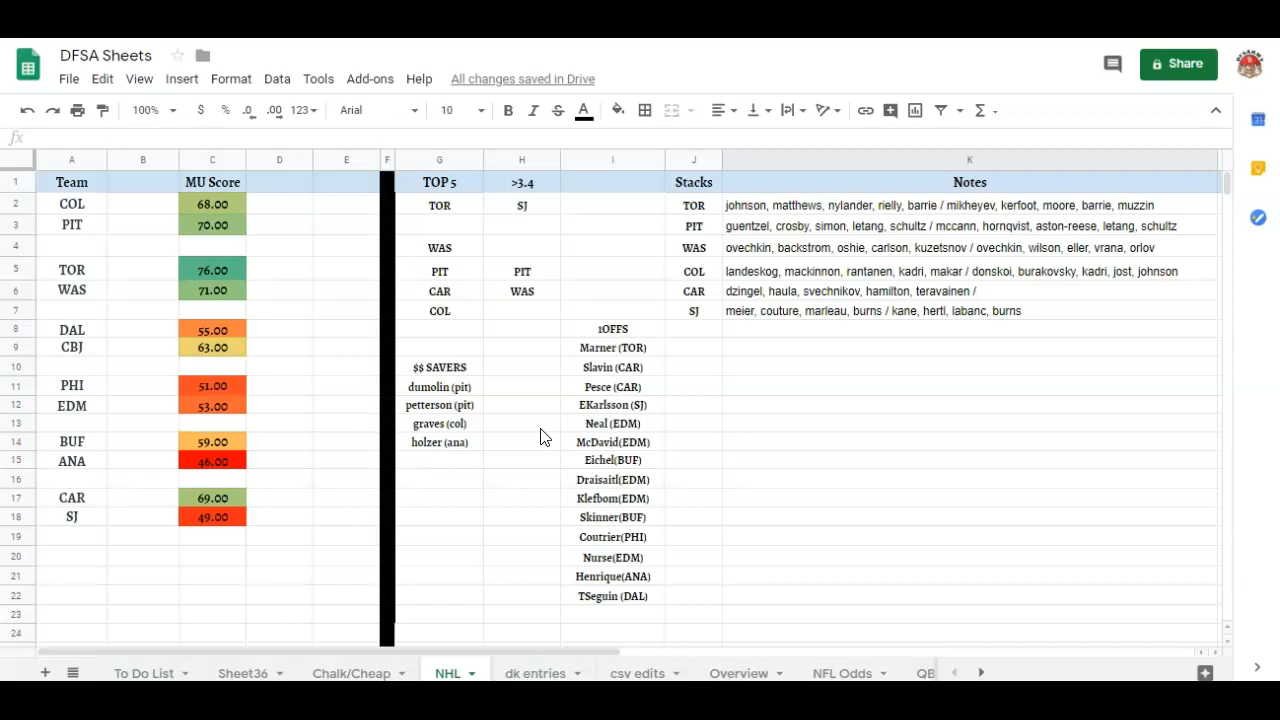 DFSA Sheets
File Edit View Insert Format Data Tools Add-ons Help All changes saved in Drive
Share
100% $ % .0 .00 123 Arial 10 B I S A
fx
A B C D E F G H I J K
1 Team MU Score TOP 5 >3.4 Stacks Notes
2 COL 68.00 TOR SJ TOR johnson, matthews, nylander, rielly, barrie / mikheyev, kerfoot, moore, barrie, muzzin
3 PIT 70.00 PIT guentzel, crosby, simon, letang, schultz / mccann, hornqvist, aston-reese, letang, schultz
4 WAS WAS ovechkin, backstrom, oshie, carlson, kuzetsnov / ovechkin, wilson, eller, vrana, orlov
5 TOR 76.00 PIT PIT COL landeskog, mackinnon, rantanen, kadri, makar / donskoi, burakovsky, kadri, jost, johnson
6 WAS 71.00 CAR WAS CAR dzingel, haula, svechnikov, hamilton, teravainen /
7 COL SJ meier, couture, marleau, burns / kane, hertl, labanc, burns
8 DAL 55.00 1OFFS
9 CBJ 63.00 Marner (TOR)
10 $$ SAVERS Slavin (CAR)
11 PHI 51.00 dumolin (pit) Pesce (CAR)
12 EDM 53.00 petterson (pit) EKarlsson (SJ)
13 graves (col) Neal (EDM)
14 BUF 59.00 holzer (ana) McDavid(EDM)
15 ANA 46.00 Eichel(BUF)
16 Draisaitl(EDM)
17 CAR 69.00 Klefbom(EDM)
18 SJ 49.00 Skinner(BUF)
19 Coutrier(PHI)
20 Nurse(EDM)
21 Henrique(ANA)
22 TSeguin (DAL)
23
24
To Do List Sheet36 Chalk/Cheap NHL dk entries csv edits Overview NFL Odds QB